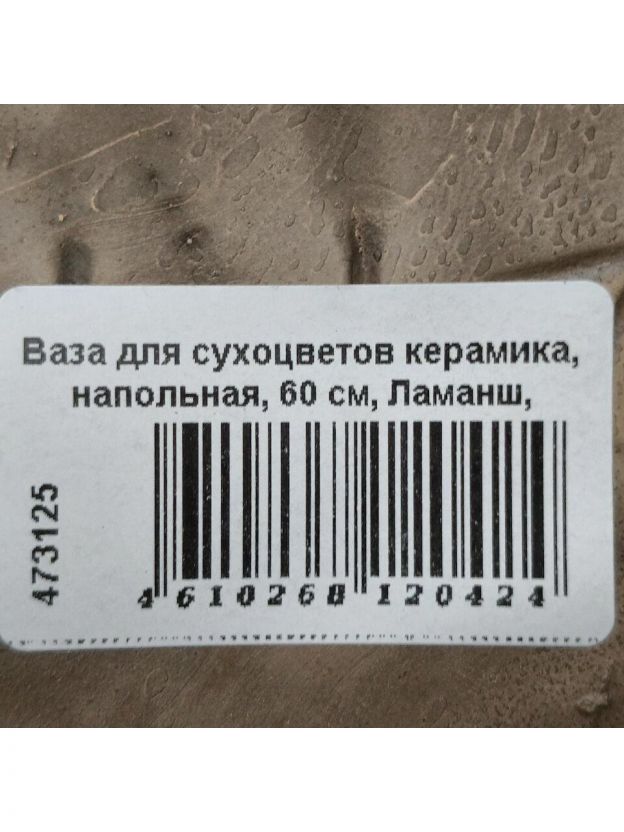 Ваза для сухоцветов керамика,
напольная, 60 см, Ламанш,
473125
4 610268 120424